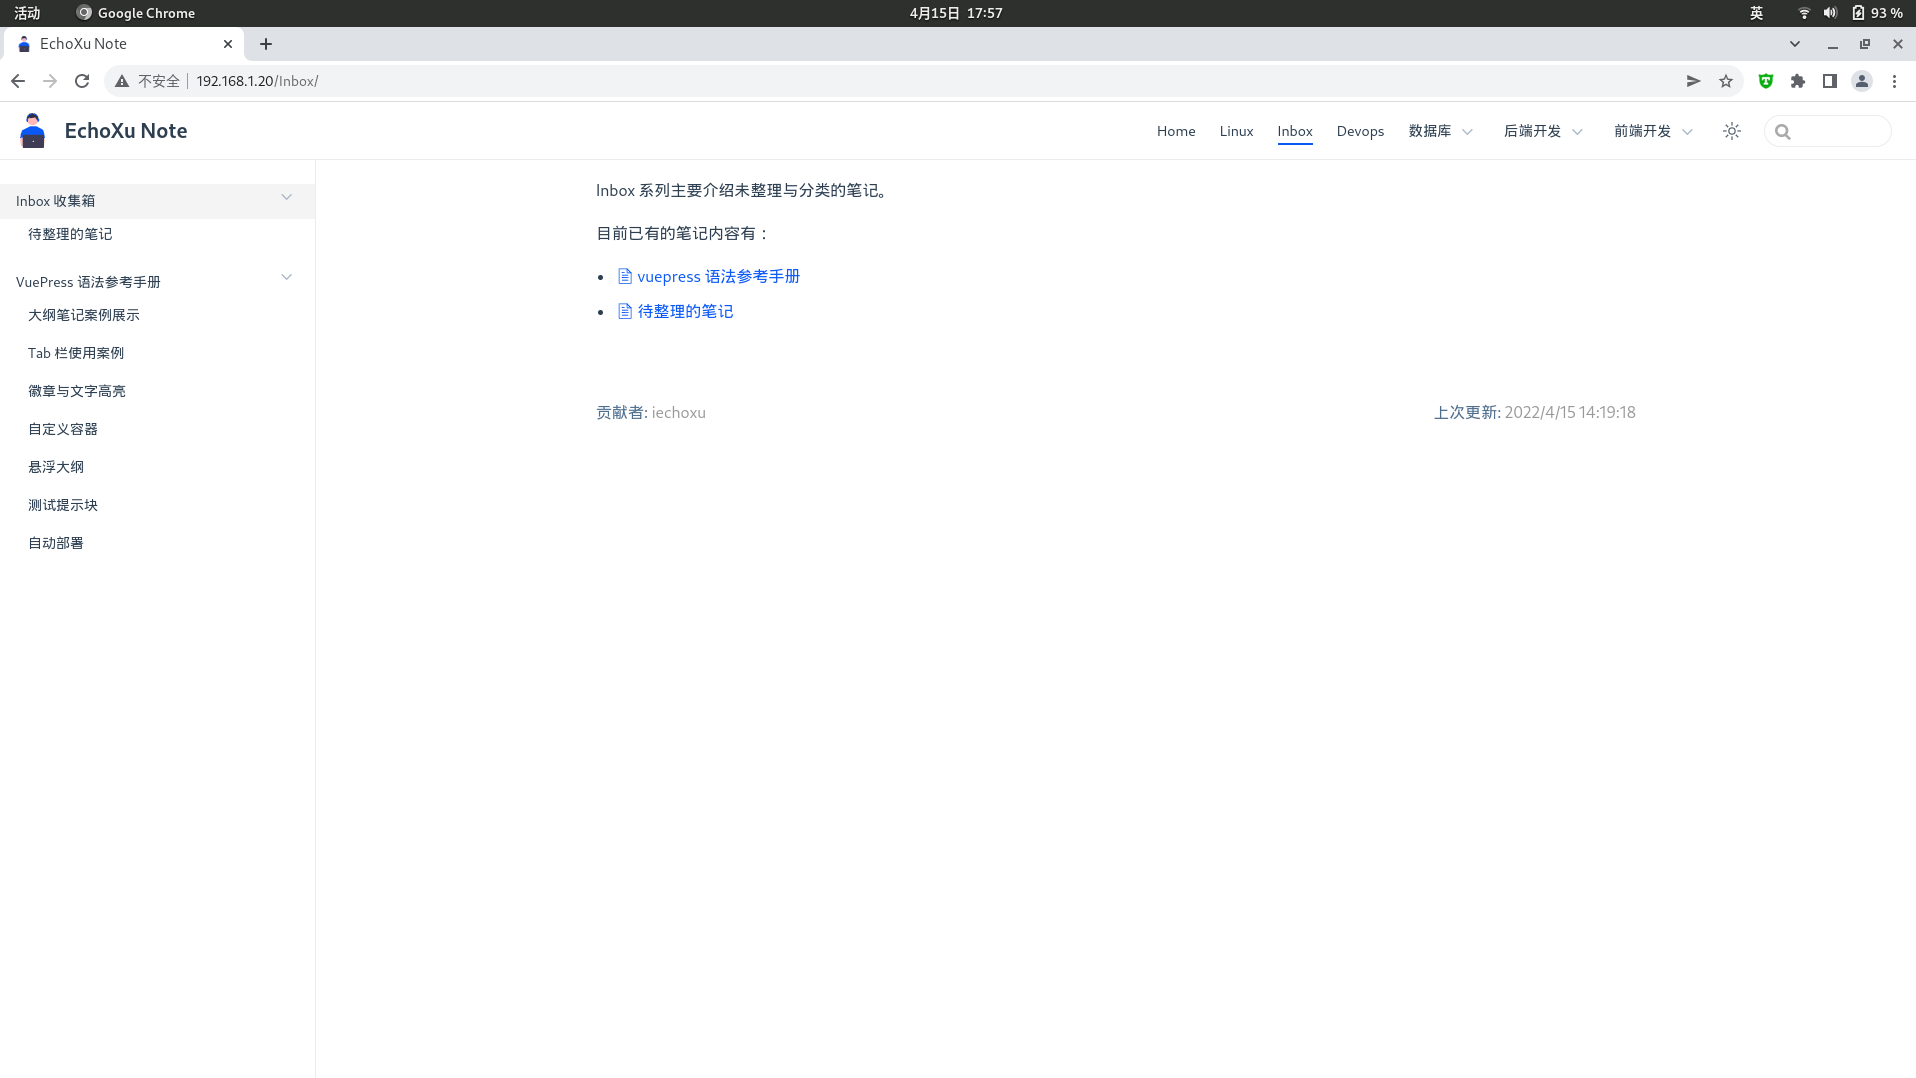 活动 Google Chrome 4月15日 17:57 英 93 %
EchoXu Note
不安全 192.168.1.20/Inbox/
EchoXu Note Home Linux Inbox Devops 数据库 后端开发 前端开发
Inbox 收集箱
待整理的笔记
VuePress 语法参考手册
大纲笔记案例展示
Tab 栏使用案例
徽章与文字高亮
自定义容器
悬浮大纲
测试提示块
自动部署
Inbox 系列主要介绍未整理与分类的笔记。
目前已有的笔记内容有：
vuepress 语法参考手册
待整理的笔记
贡献者: iechoxu 上次更新: 2022/4/15 14:19:18